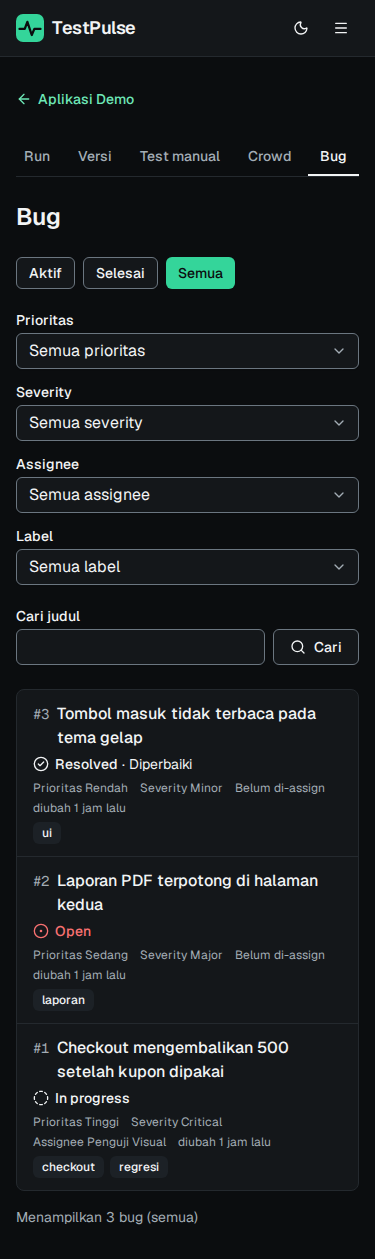 TestPulse
Aplikasi Demo
Run Versi Test manual Crowd Bug
Bug
Aktif Selesai Semua
Prioritas
Semua prioritas
Severity
Semua severity
Assignee
Semua assignee
Label
Semua label
Cari judul
Cari
#3 Tombol masuk tidak terbaca pada
tema gelap
Resolved · Diperbaiki
Prioritas Rendah Severity Minor Belum di-assign
diubah 1 jam lalu
ui
#2 Laporan PDF terpotong di halaman
kedua
Open
Prioritas Sedang Severity Major Belum di-assign
diubah 1 jam lalu
laporan
#1 Checkout mengembalikan 500
setelah kupon dipakai
In progress
Prioritas Tinggi Severity Critical
Assignee Penguji Visual diubah 1 jam lalu
checkout regresi
Menampilkan 3 bug (semua)